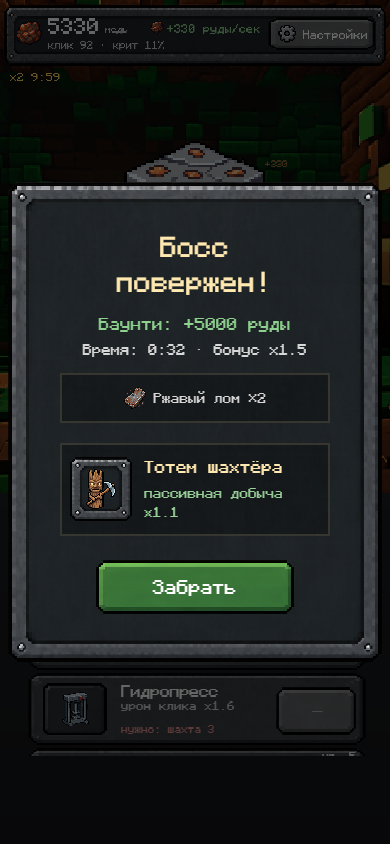 5330 медь
+330 руды/сек
Настройки
клик 92 · крит 11%
x2 9:59
+330
Босс
повержен!
Баунти: +5000 руды
Время: 0:32 · бонус x1.5
Ржавый лом X2
Тотем шахтёра
пассивная добыча
x1.1
Забрать
Гидропресс
урон клика x1.6
нужно: шахта 3
—